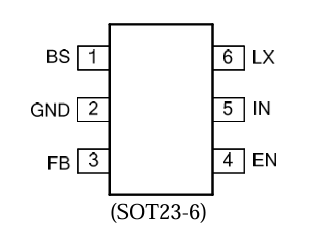 BS 1 6 LX
GND 2 5 IN
FB 3 4 EN
(SOT23-6)